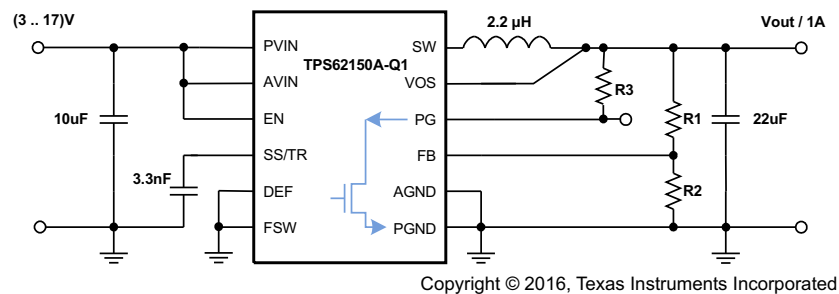 (3 .. 17)V
2.2 µH
Vout / 1A
TPS62150A-Q1
PVIN
AVIN
EN
SS/TR
DEF
FSW
SW
VOS
PG
FB
AGND
PGND
10uF
3.3nF
R3
R1
R2
22uF
Copyright © 2016, Texas Instruments Incorporated